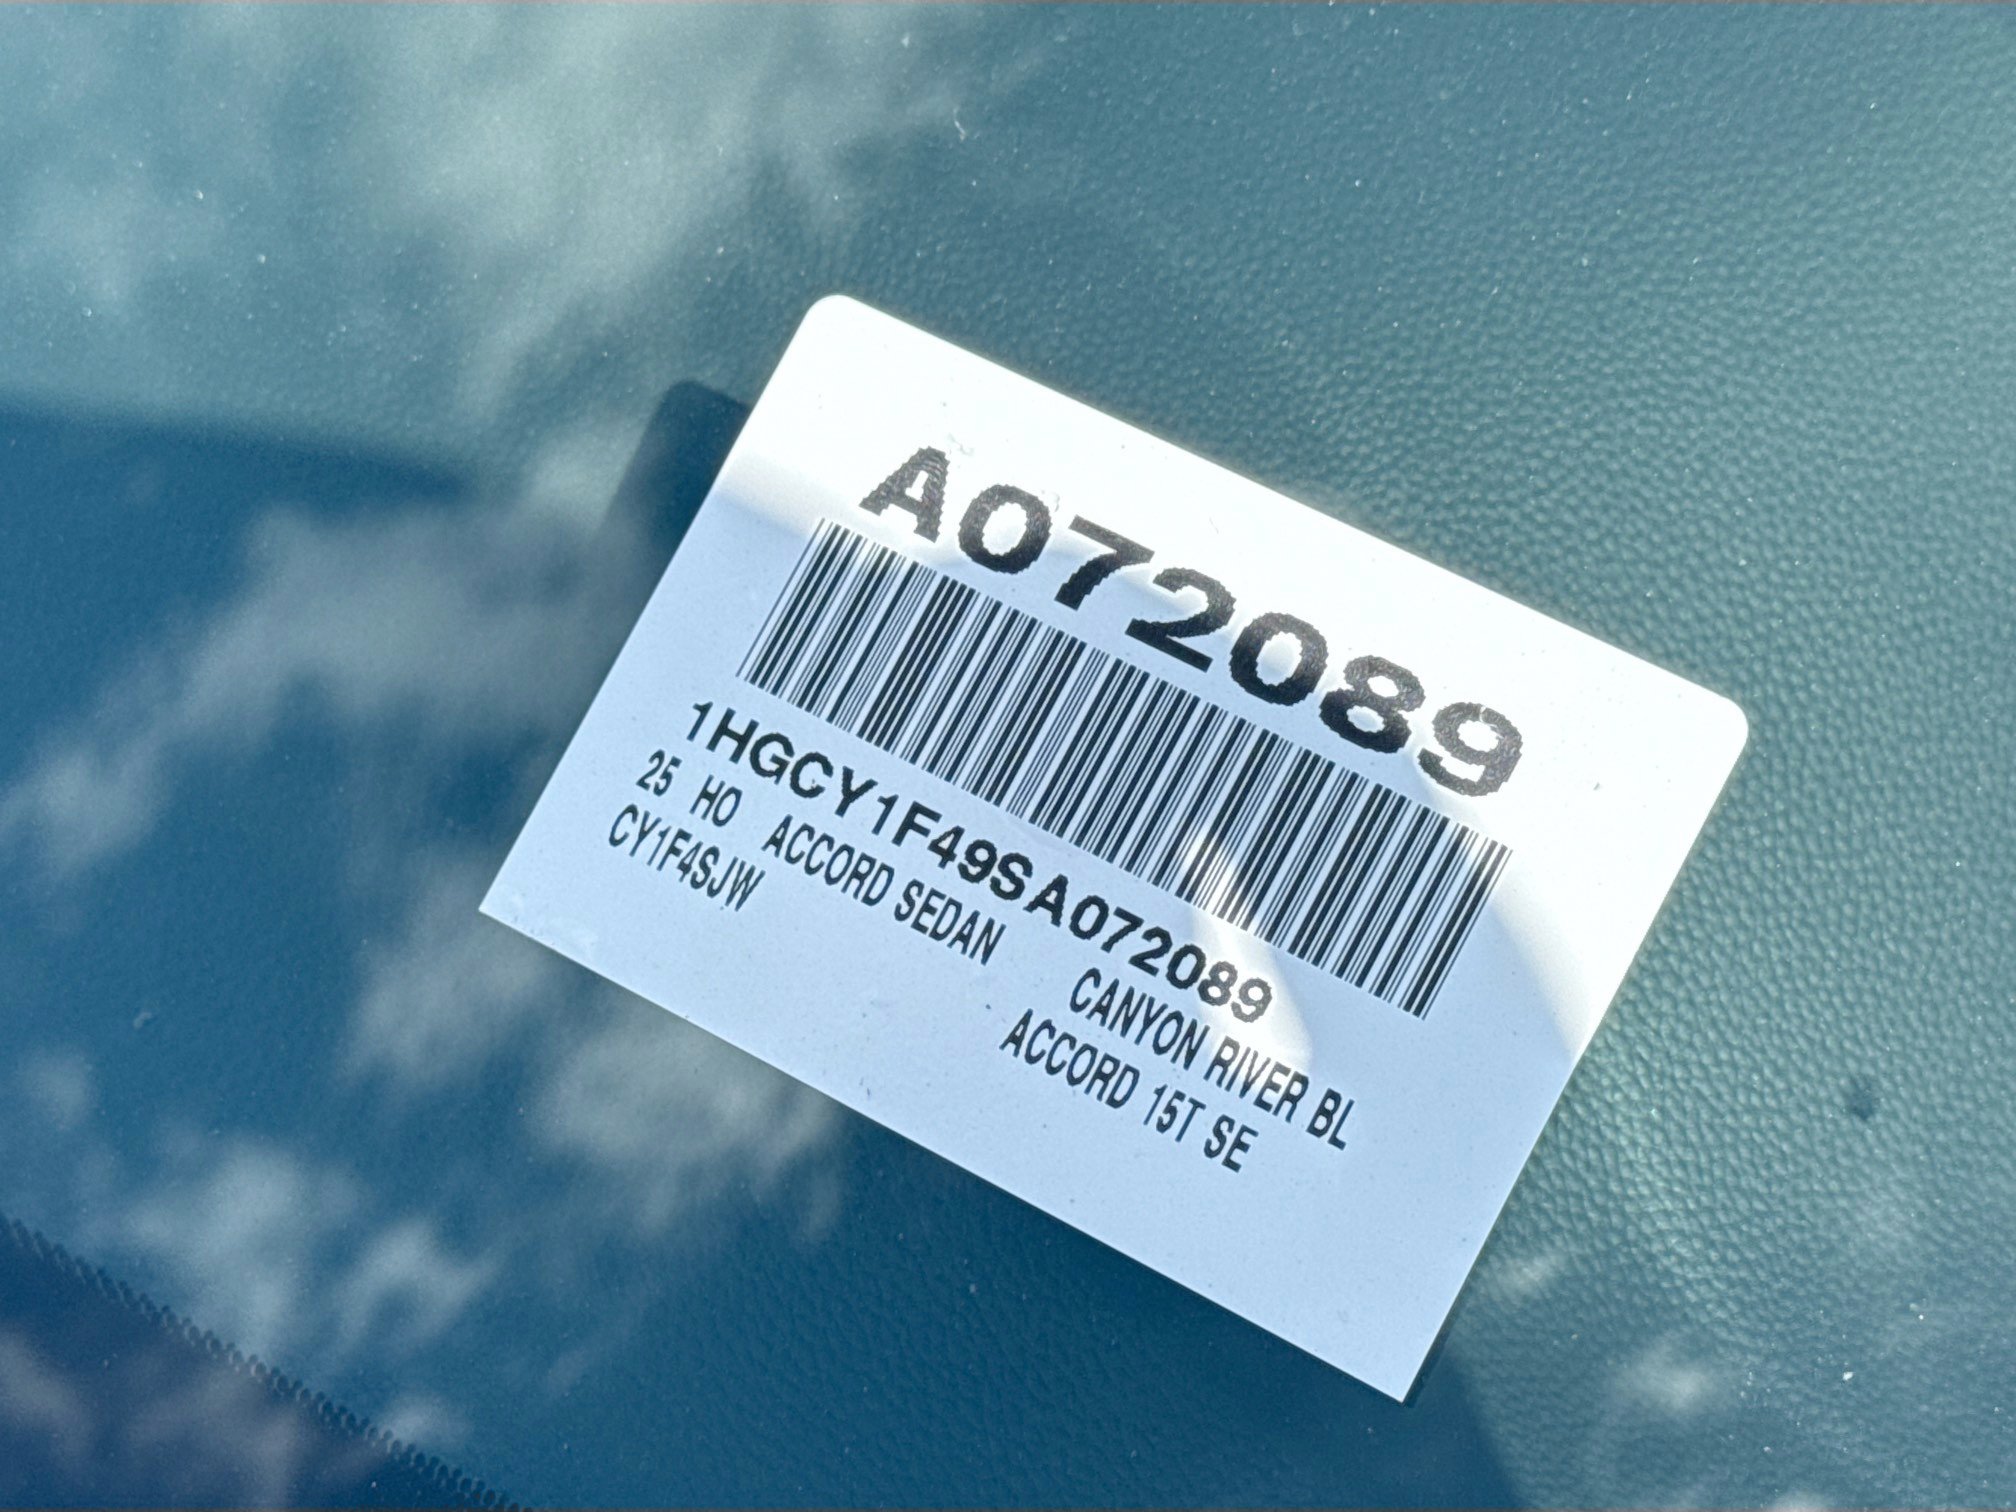 A072089
1HGCY1F49SA072089
25 HO ACCORD SEDAN CANYON RIVER BL
CY1F4SJW ACCORD 15T SE